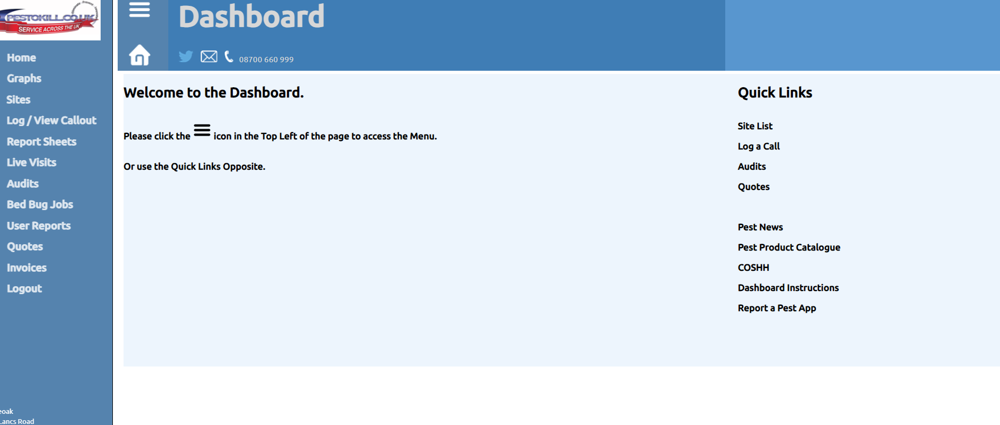 PESTOKILL.CO.UK
SERVICE ACROSS THE UK
Home
Graphs
Sites
Log / View Callout
Report Sheets
Live Visits
Audits
Bed Bug Jobs
User Reports
Quotes
Invoices
Logout
eoak
Lancs Road
Dashboard
08700 660 999
Welcome to the Dashboard.
Please click the icon in the Top Left of the page to access the Menu.
Or use the Quick Links Opposite.
Quick Links
Site List
Log a Call
Audits
Quotes
Pest News
Pest Product Catalogue
COSHH
Dashboard Instructions
Report a Pest App